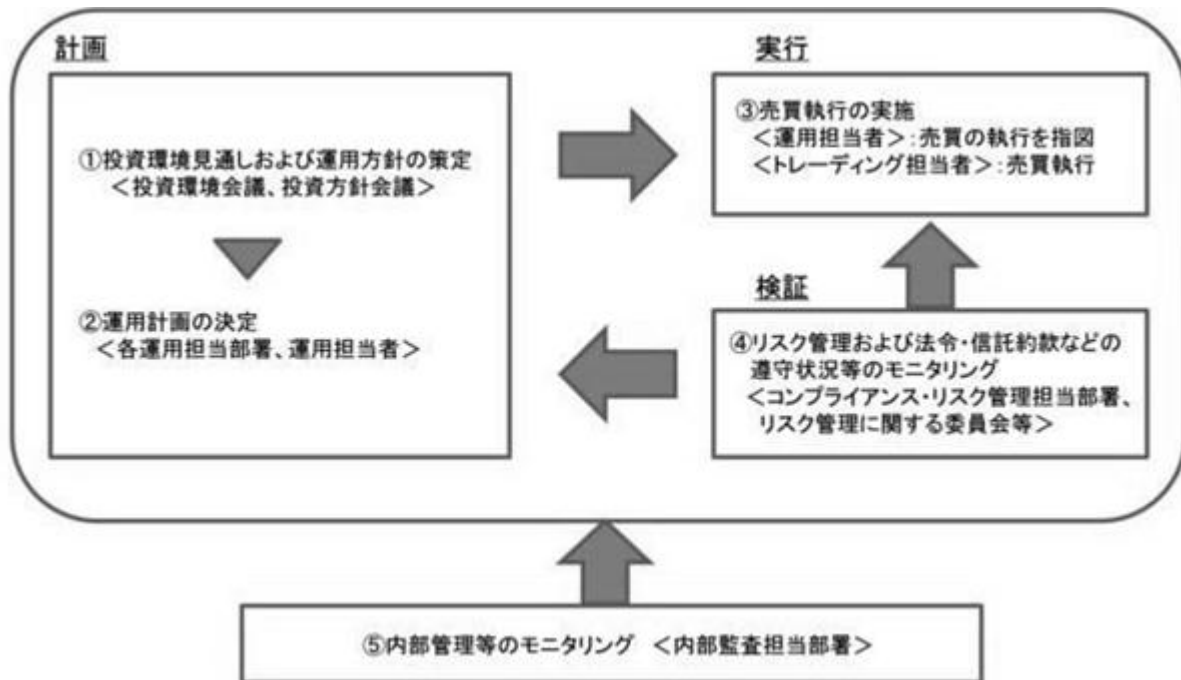 計画
①投資環境見通しおよび運用方針の策定
<投資環境会議、投資方針会議>
②運用計画の決定
<各運用担当部署、運用担当者>
実行
③売買執行の実施
<運用担当者>:売買の執行を指図
<トレーディング担当者>:売買執行
検証
④リスク管理および法令・信託約款などの
遵守状況等のモニタリング
<コンプライアンス・リスク管理担当部署、
リスク管理に関する委員会等>
⑤内部管理等のモニタリング <内部監査担当部署>